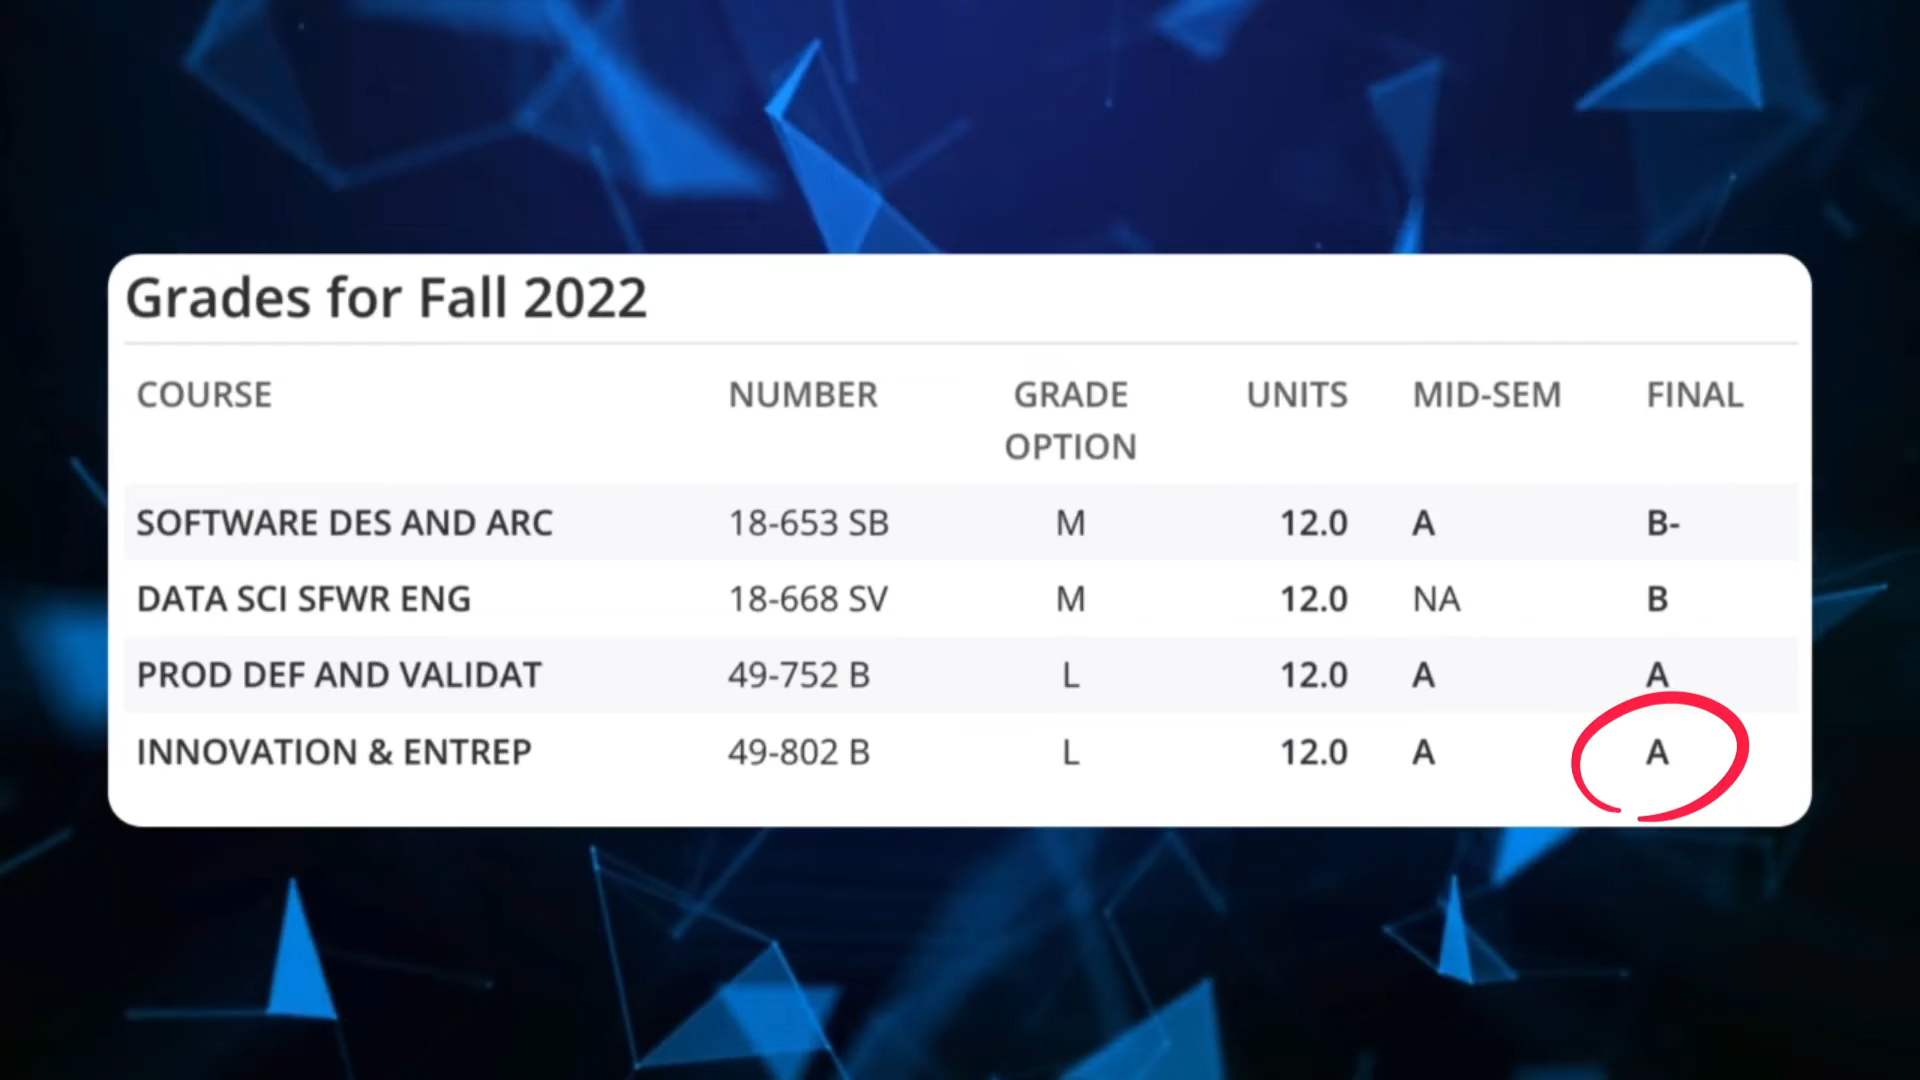 Grades for Fall 2022
COURSE NUMBER GRADE OPTION UNITS MID-SEM FINAL
SOFTWARE DES AND ARC 18-653 SB M 12.0 A B-
DATA SCI SFWR ENG 18-668 SV M 12.0 NA B
PROD DEF AND VALIDAT 49-752 B L 12.0 A A
INNOVATION & ENTREP 49-802 B L 12.0 A A